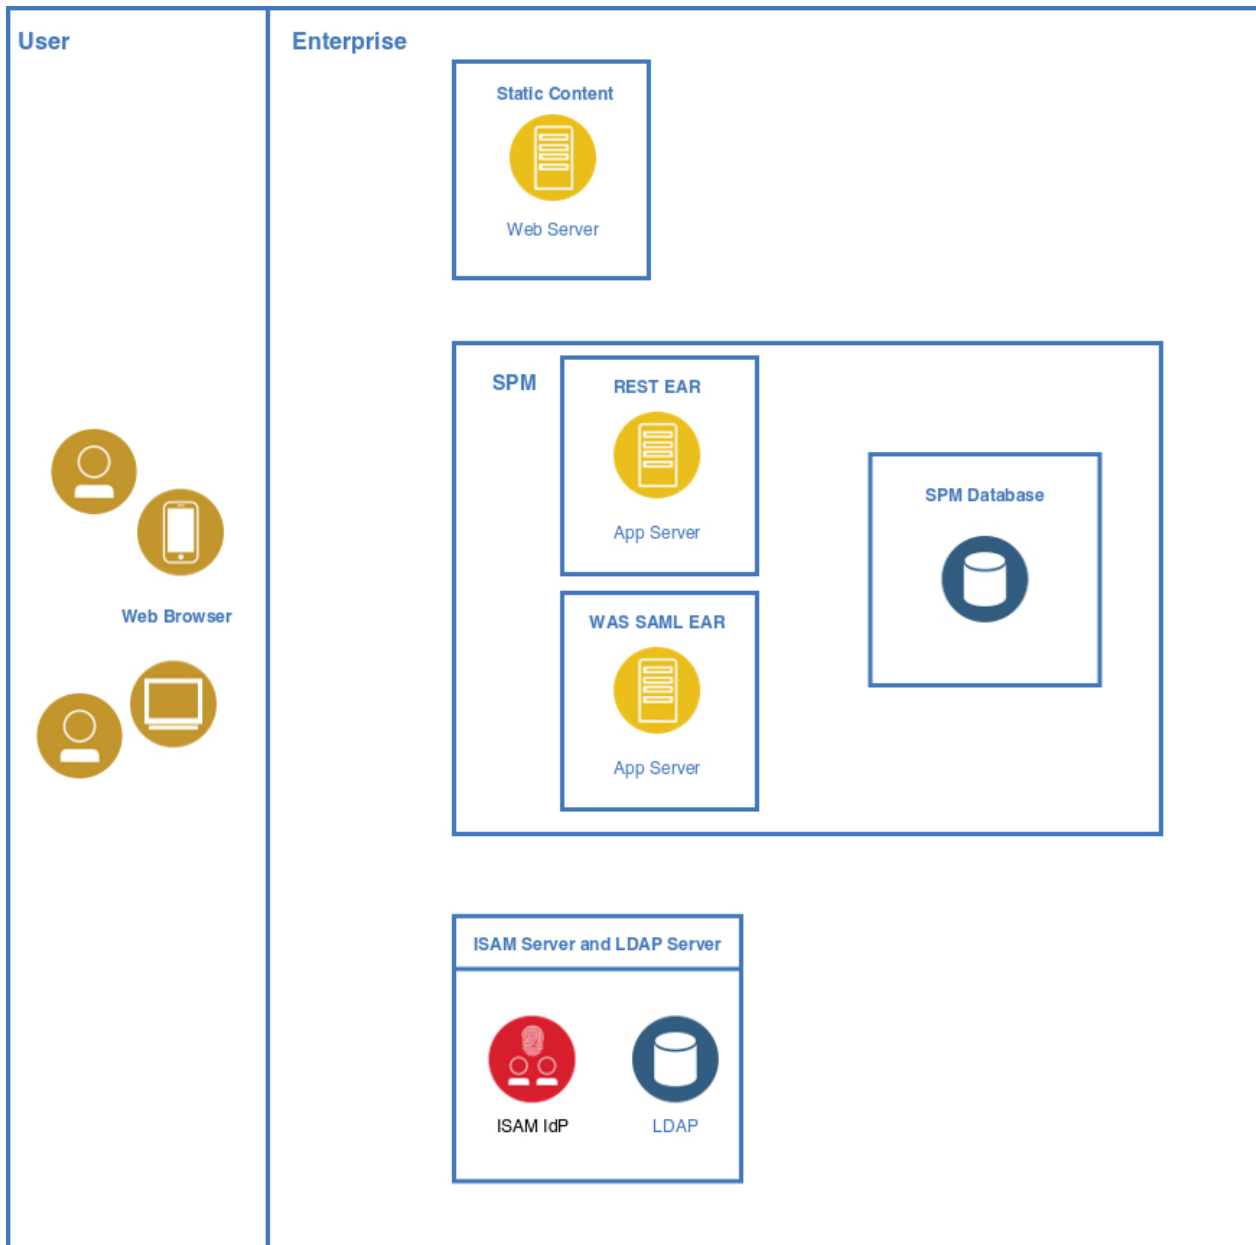 User
Enterprise
Static Content
Web Server
SPM
REST EAR
App Server
SPM Database
Web Browser
WAS SAML EAR
App Server
ISAM Server and LDAP Server
ISAM IdP
LDAP